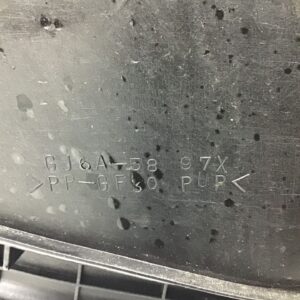 GJ6A-58 97X
>PP-GF30 PUR<